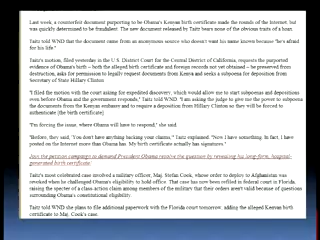 Last week, a counterfeit document purporting to be Obama's Kenyan birth certificate made the rounds of the Internet, but
was quickly determined to be fraudulent. The new document released by Taitz bears none of the obvious traits of a hoax.
Taitz told WND that the document came from an anonymous source who doesn't want his name known because "he's afraid
for his life."
Taitz's motion, filed yesterday in the U.S. District Court for the Central District of California, requests the purported
evidence of Obama's birth – both the alleged birth certificate and foreign records not yet obtained – be preserved from
destruction, asks for permission to legally request documents from Kenya and seeks a subpoena for deposition from
Secretary of State Hillary Clinton.
"I filed the motion with the court asking for expedited discovery, which would allow me to start subpoenas and depositions
even before Obama and the government responds," Taitz told WND. "I am asking the judge to give me the power to subpoena
the documents from the Kenyan embassy and to require a deposition from Hillary Clinton so they will be forced to
authenticate [the birth certificate].
"I'm forcing the issue, where Obama will have to respond," she said.
"Before, they said, 'You don't have anything backing your claims,'" Taitz explained. "Now I have something. In fact, I have
posted on the Internet more than Obama has. My birth certificate actually has signatures."
Join the petition campaign to demand President Obama resolve the question by revealing his long-form, hospital-
generated birth certificate!
Taitz's most celebrated case involved a military officer, Maj. Stefan Cook, whose order to deploy to Afghanistan was
revoked when he challenged Obama's eligibility to hold office. That case has now been refiled in federal court in Florida,
raising the specter of a class-action claim among members of the military that their orders aren't valid because of questions
surrounding Obama's constitutional eligibility.
Taitz told WND she plans to file additional paperwork with the Florida court tomorrow, adding the alleged Kenyan birth
certificate to Maj. Cook's case.